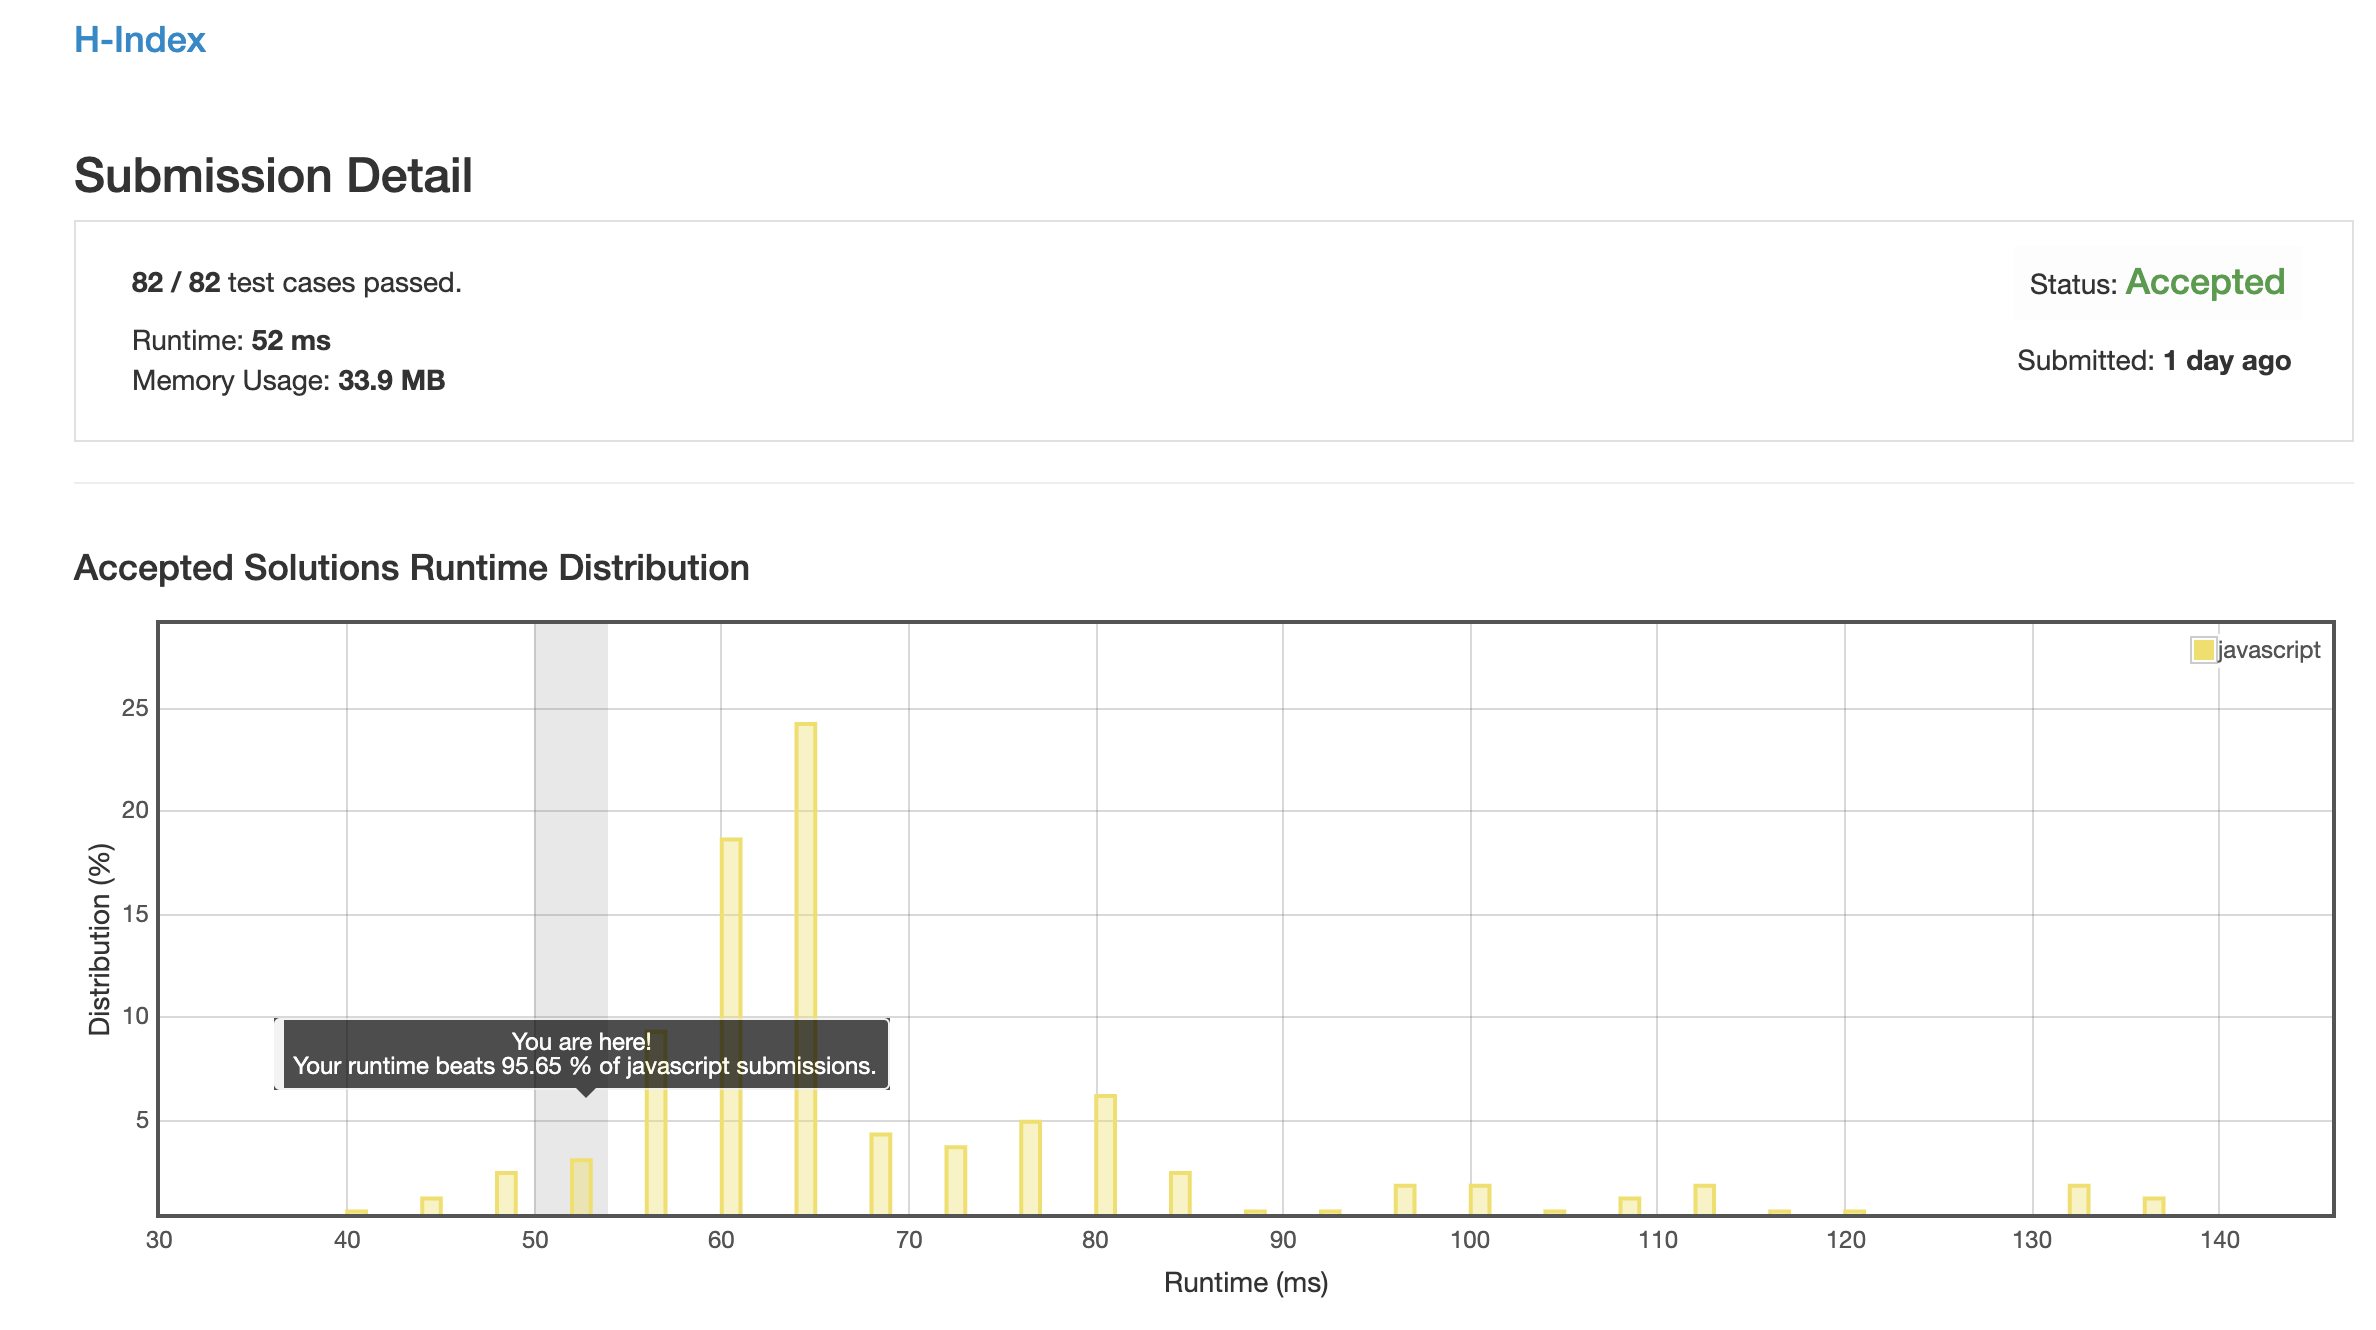 H-Index
Submission Detail
82 / 82 test cases passed.
Status: Accepted
Runtime: 52 ms
Submitted: 1 day ago
Memory Usage: 33.9 MB
Accepted Solutions Runtime Distribution
javascript
25
20
15
10
5
Distribution (%)
You are here!
Your runtime beats 95.65 % of javascript submissions.
30 40 50 60 70 80 90 100 110 120 130 140
Runtime (ms)